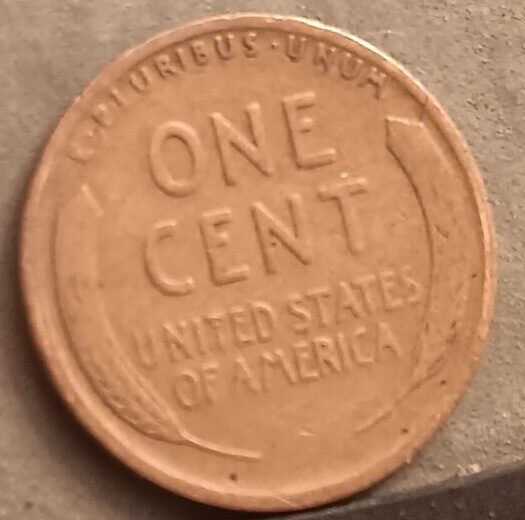 E·PLURIBUS·UNUM
ONE
CENT
UNITED STATES
OF AMERICA